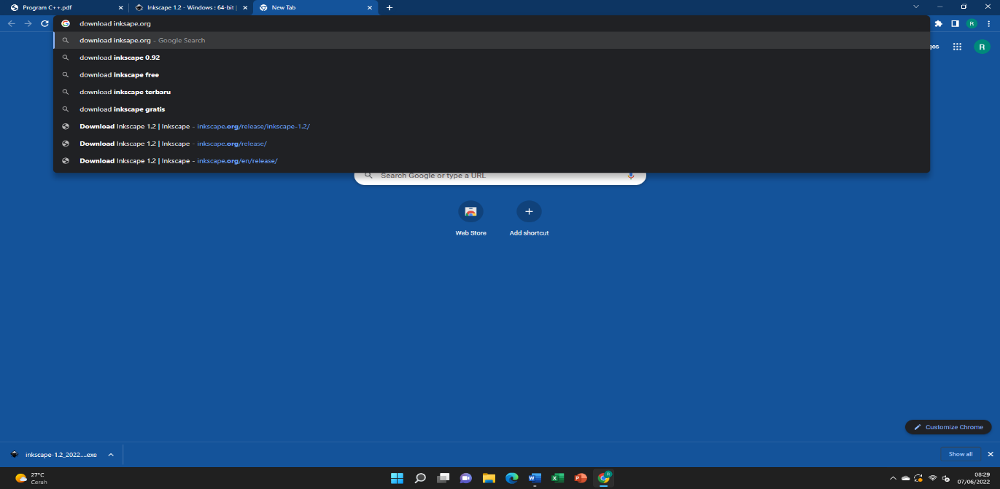 Program C++.pdf
Inkscape 1.2 - Windows : 64-bit |
New Tab
download inksape.org
R
download inksape.org - Google Search
download inkscape 0.92
download inkscape free
download inkscape terbaru
download inkscape gratis
Download Inkscape 1.2 | Inkscape - inkscape.org/release/inkscape-1.2/
Download Inkscape 1.2 | Inkscape - inkscape.org/release/
Download Inkscape 1.2 | Inkscape - inkscape.org/en/release/
R
Search Google or type a URL
Web Store
Add shortcut
Customize Chrome
inkscape-1.2_2022....exe
Show all
27°C
Cerah
08:29
07/06/2022